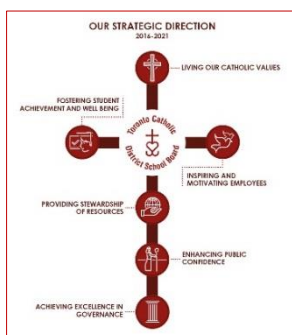 OUR STRATEGIC DIRECTION
2016-2021
LIVING OUR CATHOLIC VALUES
FOSTERING STUDENT
ACHIEVEMENT AND WELL BEING
Toronto Catholic
District School Board
INSPIRING AND
MOTIVATING EMPLOYEES
PROVIDING STEWARDSHIP
OF RESOURCES
ENHANCING PUBLIC
CONFIDENCE
ACHIEVING EXCELLENCE IN
GOVERNANCE